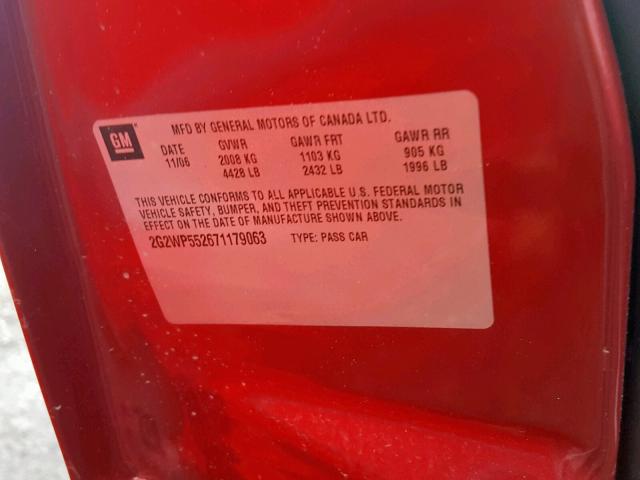 GM
MFD BY GENERAL MOTORS OF CANADA LTD.
DATE GVWR GAWR FRT GAWR RR
11/06 2008 KG 1103 KG 905 KG
4428 LB 2432 LB 1996 LB
THIS VEHICLE CONFORMS TO ALL APPLICABLE U.S. FEDERAL MOTOR
VEHICLE SAFETY, BUMPER, AND THEFT PREVENTION STANDARDS IN
EFFECT ON THE DATE OF MANUFACTURE SHOWN ABOVE.
2G2WP552671179063 TYPE: PASS CAR